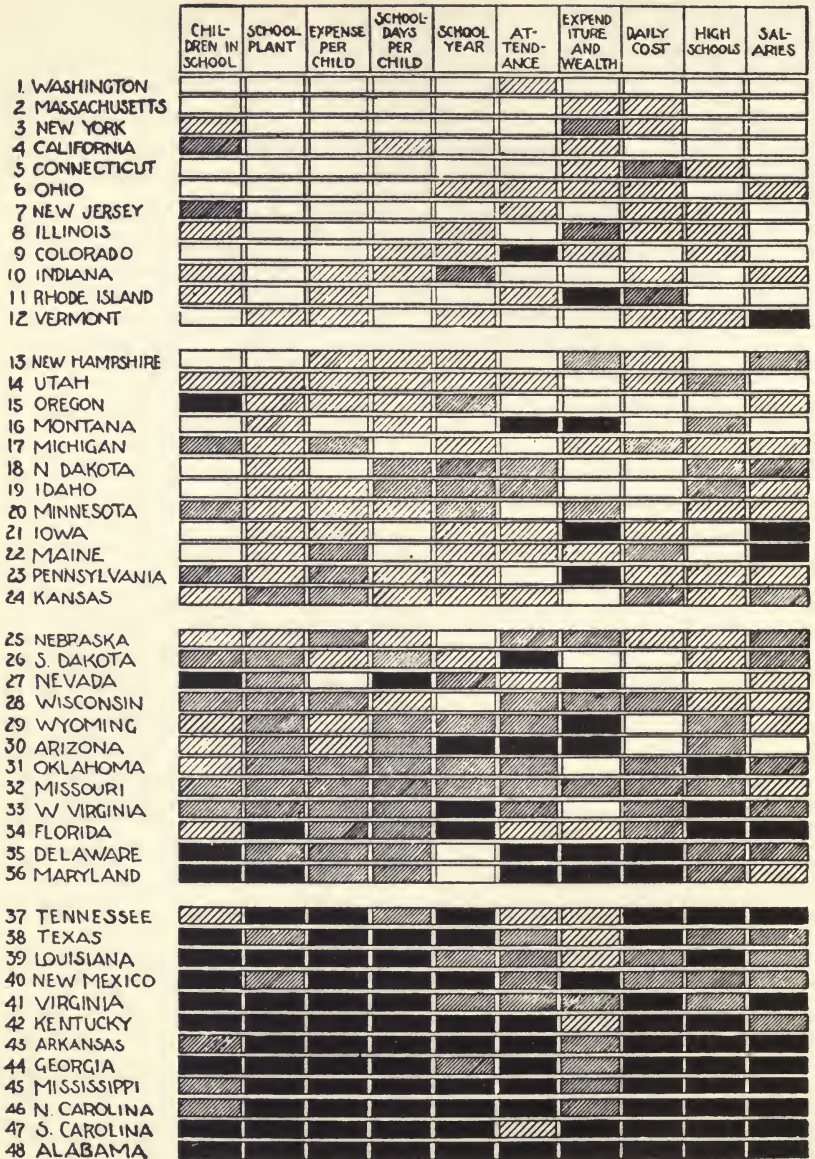 CHIL-
DREN IN
SCHOOL
SCHOOL
PLANT
EXPENSE
PER
CHILD
SCHOOL-
DAYS
PER
CHILD
SCHOOL
YEAR
AT-
TEND-
ANCE
EXPEND
ITURE
AND
WEALTH
DAILY
COST
HIGH
SCHOOLS
SAL-
ARIES
1. WASHINGTON
2 MASSACHUSETTS
3 NEW YORK
4 CALIFORNIA
5 CONNECTICUT
6 OHIO
7 NEW JERSEY
8 ILLINOIS
9 COLORADO
10 INDIANA
11 RHODE ISLAND
12 VERMONT
13 NEW HAMPSHIRE
14 UTAH
15 OREGON
16 MONTANA
17 MICHIGAN
18 N DAKOTA
19 IDAHO
20 MINNESOTA
21 IOWA
22 MAINE
23 PENNSYLVANIA
24 KANSAS
25 NEBRASKA
26 S. DAKOTA
27 NEVADA
28 WISCONSIN
29 WYOMING
30 ARIZONA
31 OKLAHOMA
32 MISSOURI
33 W VIRGINIA
34 FLORIDA
35 DELAWARE
36 MARYLAND
37 TENNESSEE
38 TEXAS
39 LOUISIANA
40 NEW MEXICO
41 VIRGINIA
42 KENTUCKY
43 ARKANSAS
44 GEORGIA
45 MISSISSIPPI
46 N. CAROLINA
47 S. CAROLINA
48 ALABAMA